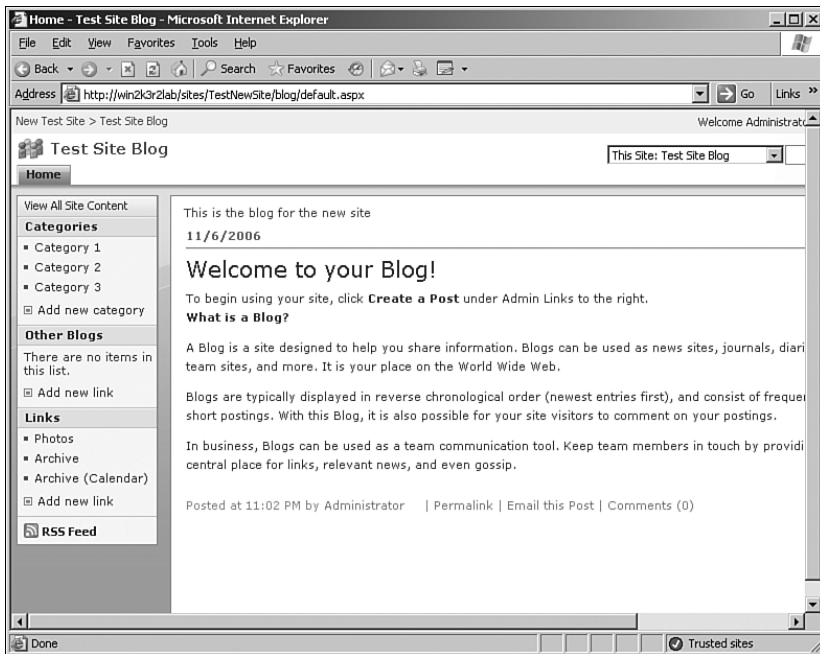 Home - Test Site Blog - Microsoft Internet Explorer
File Edit View Favorites Tools Help
Back Search Favorites
Address http://win2k3r2lab/sites/TestNewSite/blog/default.aspx Go Links »
New Test Site > Test Site Blog Welcome
Test Site Blog
This Site: Test Site Blog
Home
View All Site Content
Categories
Category 1
Category 2
Category 3
Add new category
Other Blogs
There are no items in
this list.
Add new link
Links
Photos
Archive
Archive (Calendar)
Add new link
RSS Feed
This is the blog for the new site
11/6/2006
Welcome to your Blog!
To begin using your site, click Create a Post under Admin Links to the right.
What is a Blog?
A Blog is a site designed to help you share information. Blogs can be used as news sites, journals, diari
team sites, and more. It is your place on the World Wide Web.
Blogs are typically displayed in reverse chronological order (newest entries first), and consist of freque
short postings. With this Blog, it is also possible for your site visitors to comment on your postings.
In business, Blogs can be used as a team communication tool. Keep team members in touch by providi
central place for links, relevant news, and even gossip.
Posted at 11:02 PM by Administrator | Permalink | Email this Post | Comments (0)
Done Trusted sites